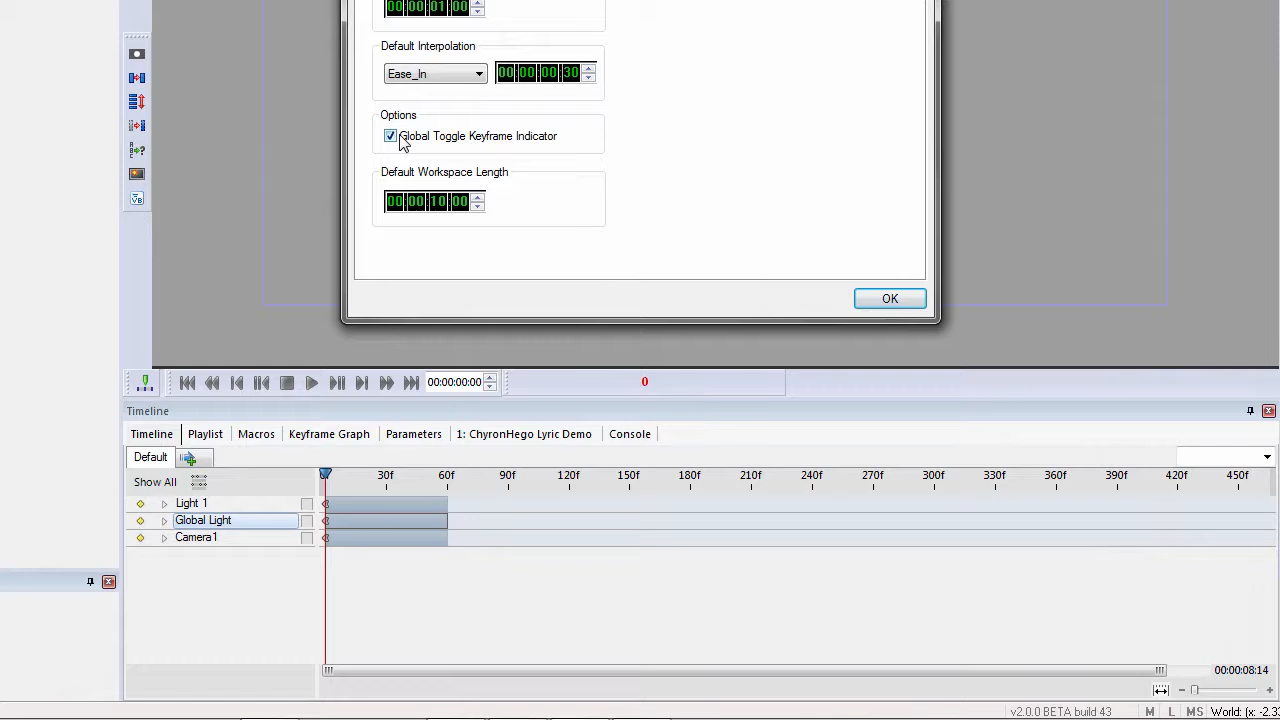 00 00 01 00
Default Interpolation
Ease_In 00 00 00 30
Options
Global Toggle Keyframe Indicator
Default Workspace Length
00 00 10 00
OK
00:00:00:00 0
Timeline
Timeline Playlist Macros Keyframe Graph Parameters 1: ChyronHego Lyric Demo Console
Default
Show All 30f 60f 90f 120f 150f 180f 210f 240f 270f 300f 330f 360f 390f 420f 450f
Light 1
Global Light
Camera1
00:00:08:14
v2.0.0 BETA build 43 M L MS World: [x: -2.3